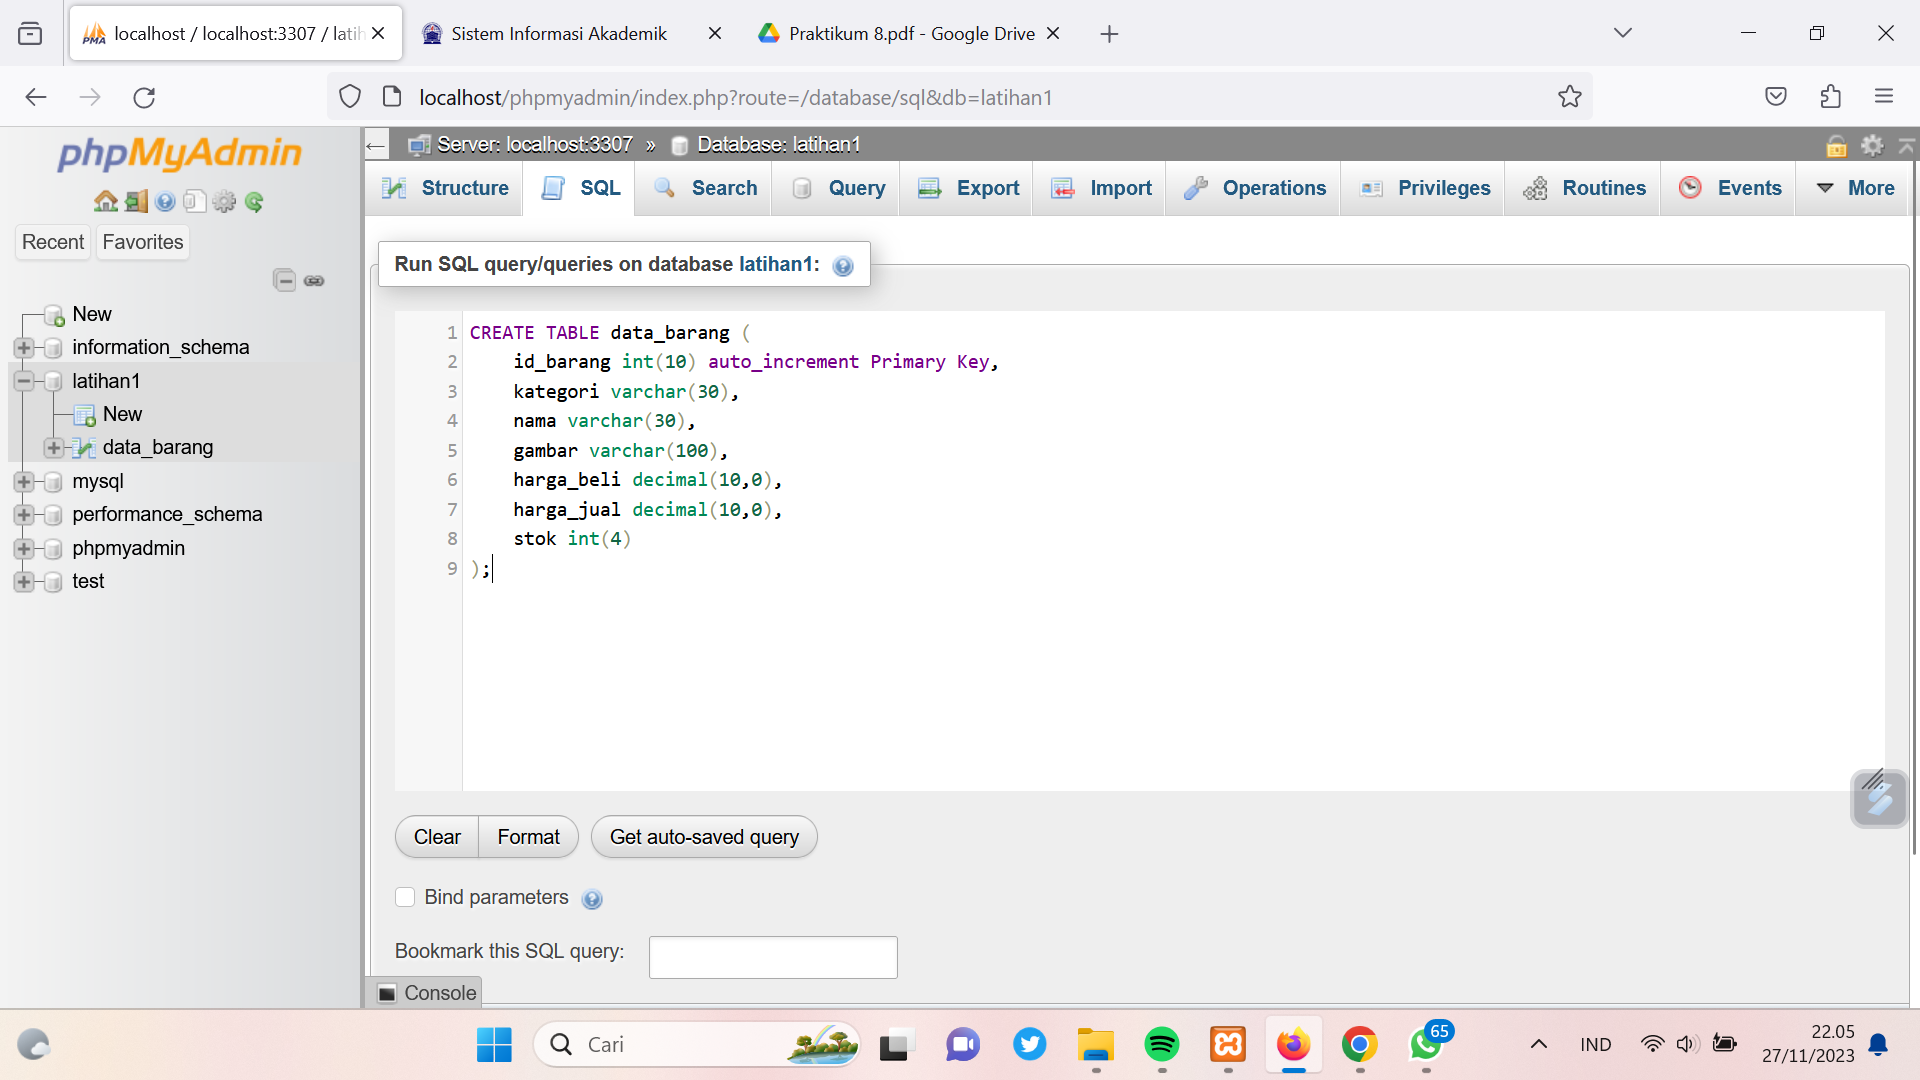 localhost / localhost:3307 / latih
Sistem Informasi Akademik
Praktikum 8.pdf - Google Drive
localhost/phpmyadmin/index.php?route=/database/sql&db=latihan1
phpMyAdmin
Recent
Favorites
New
information_schema
latihan1
New
data_barang
mysql
performance_schema
phpmyadmin
test
Server: localhost:3307 » Database: latihan1
Structure
SQL
Search
Query
Export
Import
Operations
Privileges
Routines
Events
More
Run SQL query/queries on database latihan1:
1 CREATE TABLE data_barang (
2 id_barang int(10) auto_increment Primary Key,
3 kategori varchar(30),
4 nama varchar(30),
5 gambar varchar(100),
6 harga_beli decimal(10,0),
7 harga_jual decimal(10,0),
8 stok int(4)
9 );
Clear
Format
Get auto-saved query
Bind parameters
Bookmark this SQL query:
Console
Cari
65
IND
22.05
27/11/2023